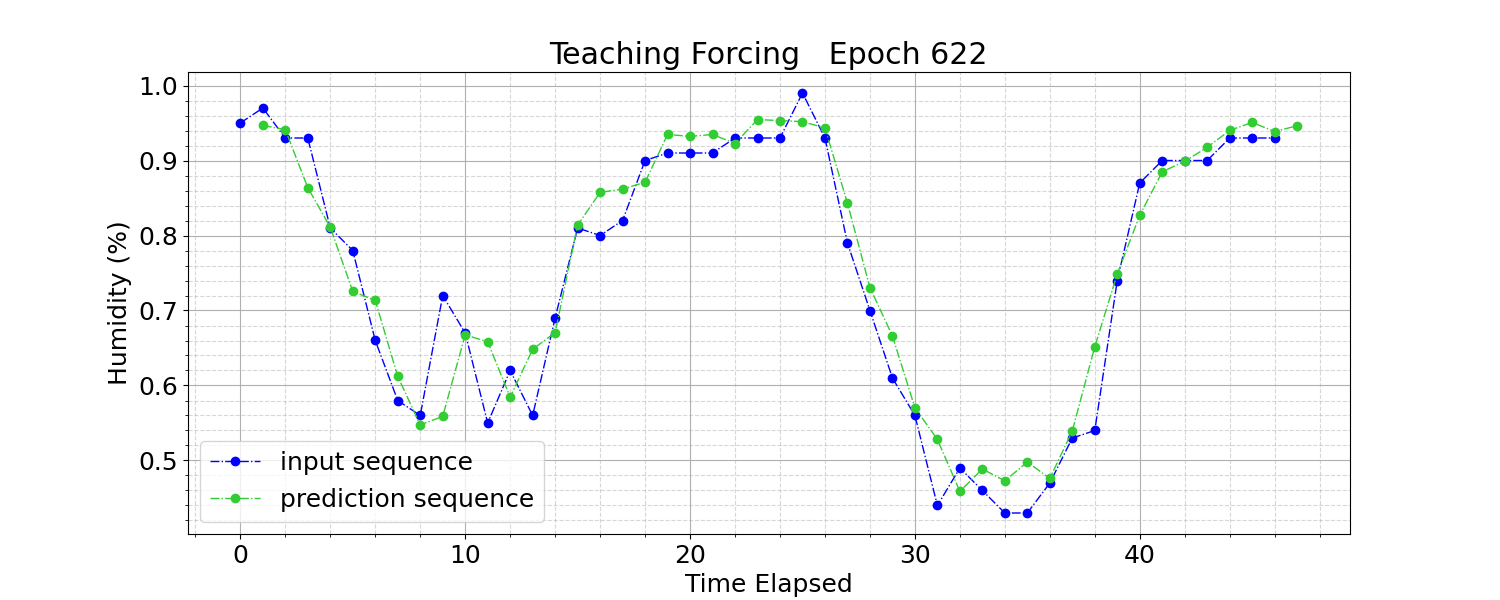 Teaching Forcing   Epoch 622
Humidity (%)
1.0
0.9
0.8
0.7
0.6
0.5
input sequence
prediction sequence
0 10 20 30 40
Time Elapsed